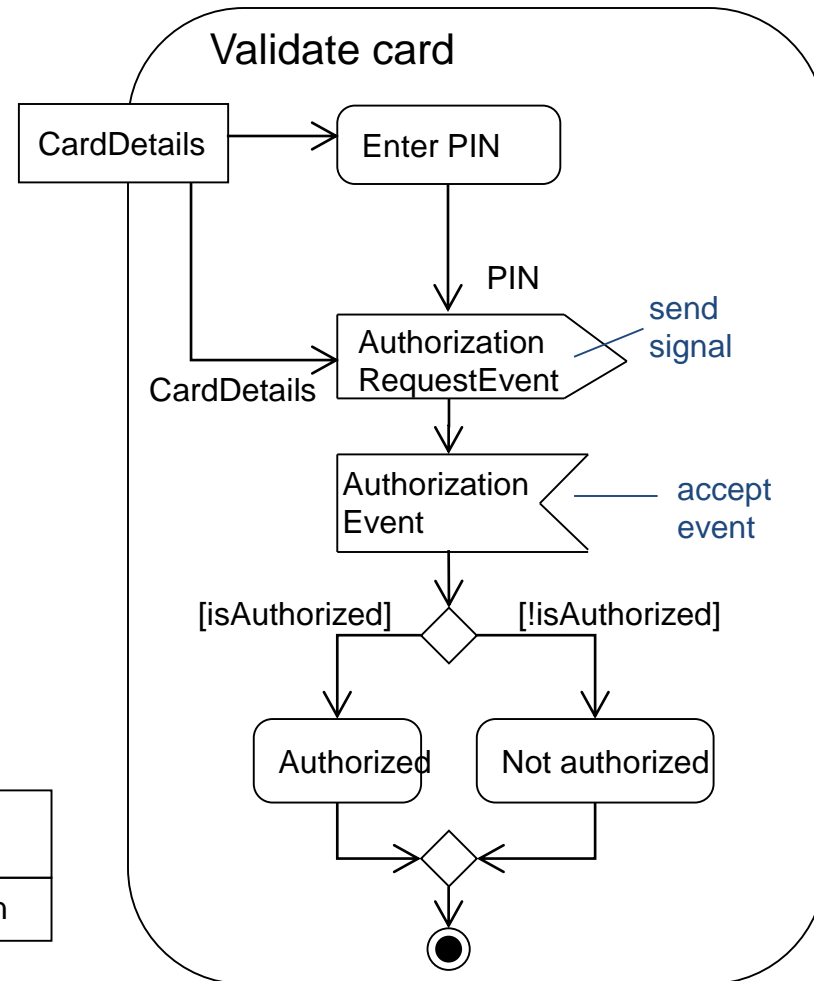 Validate card
CardDetails
Enter PIN
PIN
send
signal
Authorization
RequestEvent
CardDetails
Authorization
Event
accept
event
[isAuthorized]
[!isAuthorized]
Authorized
Not authorized